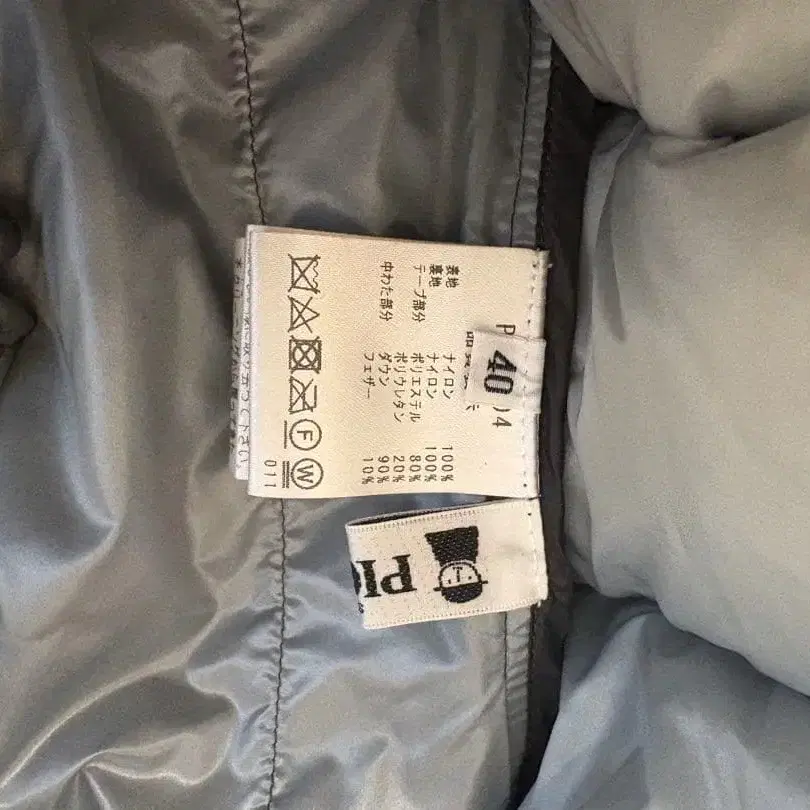 P
04
40
表地 ナイロン 100%
裏地 ナイロン 100%
テープ部分 ポリエステル 80%
ポリウレタン 20%
中わた部分 ダウン 90%
フェザー 10%
F W
011
Pl